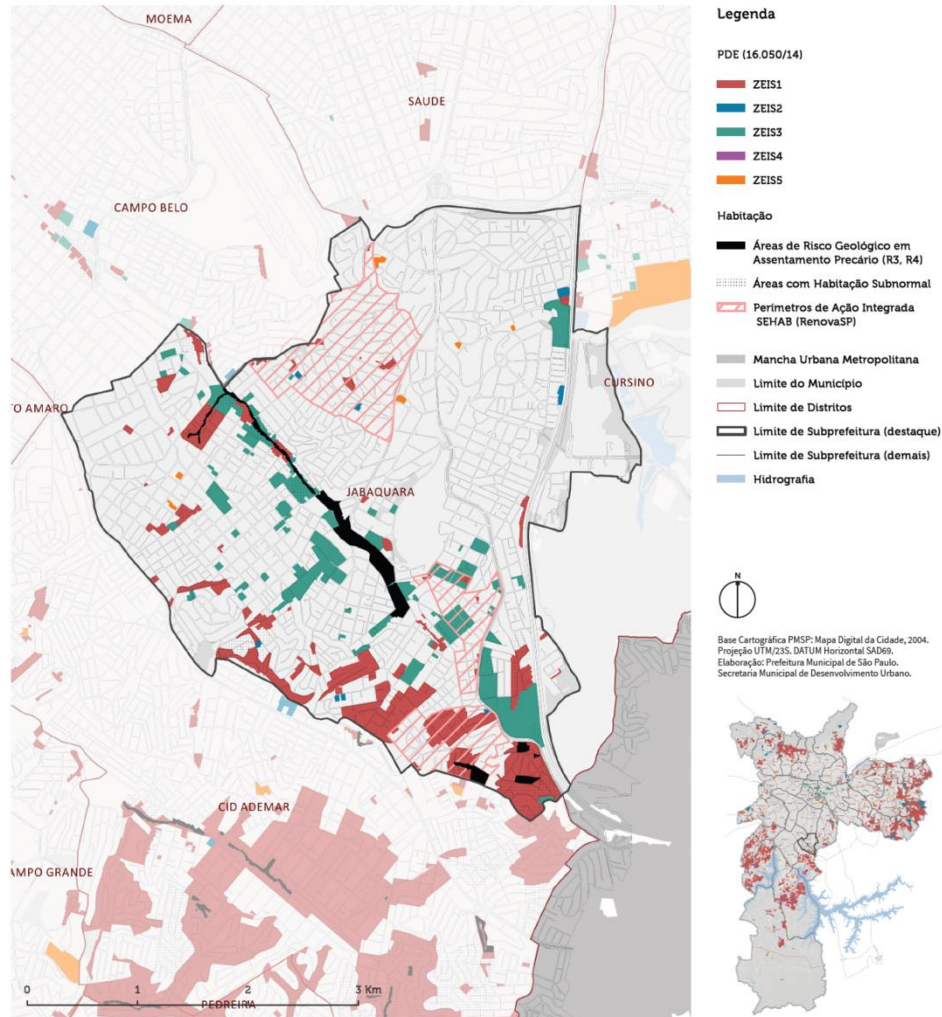 MOEMA
SAUDE
CAMPO BELO
CURSINO
TO AMARO
JABAQUARA
CID ADEMAR
AMPO GRANDE
PEDREIRA
0 1 2 3 Km
Legenda
PDE (16.050/14)
ZEIS1
ZEIS2
ZEIS3
ZEIS4
ZEIS5
Habitação
Áreas de Risco Geológico em
Assentamento Precário (R3, R4)
Áreas com Habitação Subnormal
Perímetros de Ação Integrada
SEHAB (RenovaSP)
Mancha Urbana Metropolitana
Limite do Município
Limite de Distritos
Limite de Subprefeitura (destaque)
Limite de Subprefeitura (demais)
Hidrografia
N
Base Cartográfica PMSP: Mapa Digital da Cidade, 2004.
Projeção UTM/23S. DATUM Horizontal SAD69.
Elaboração: Prefeitura Municipal de São Paulo.
Secretaria Municipal de Desenvolvimento Urbano.